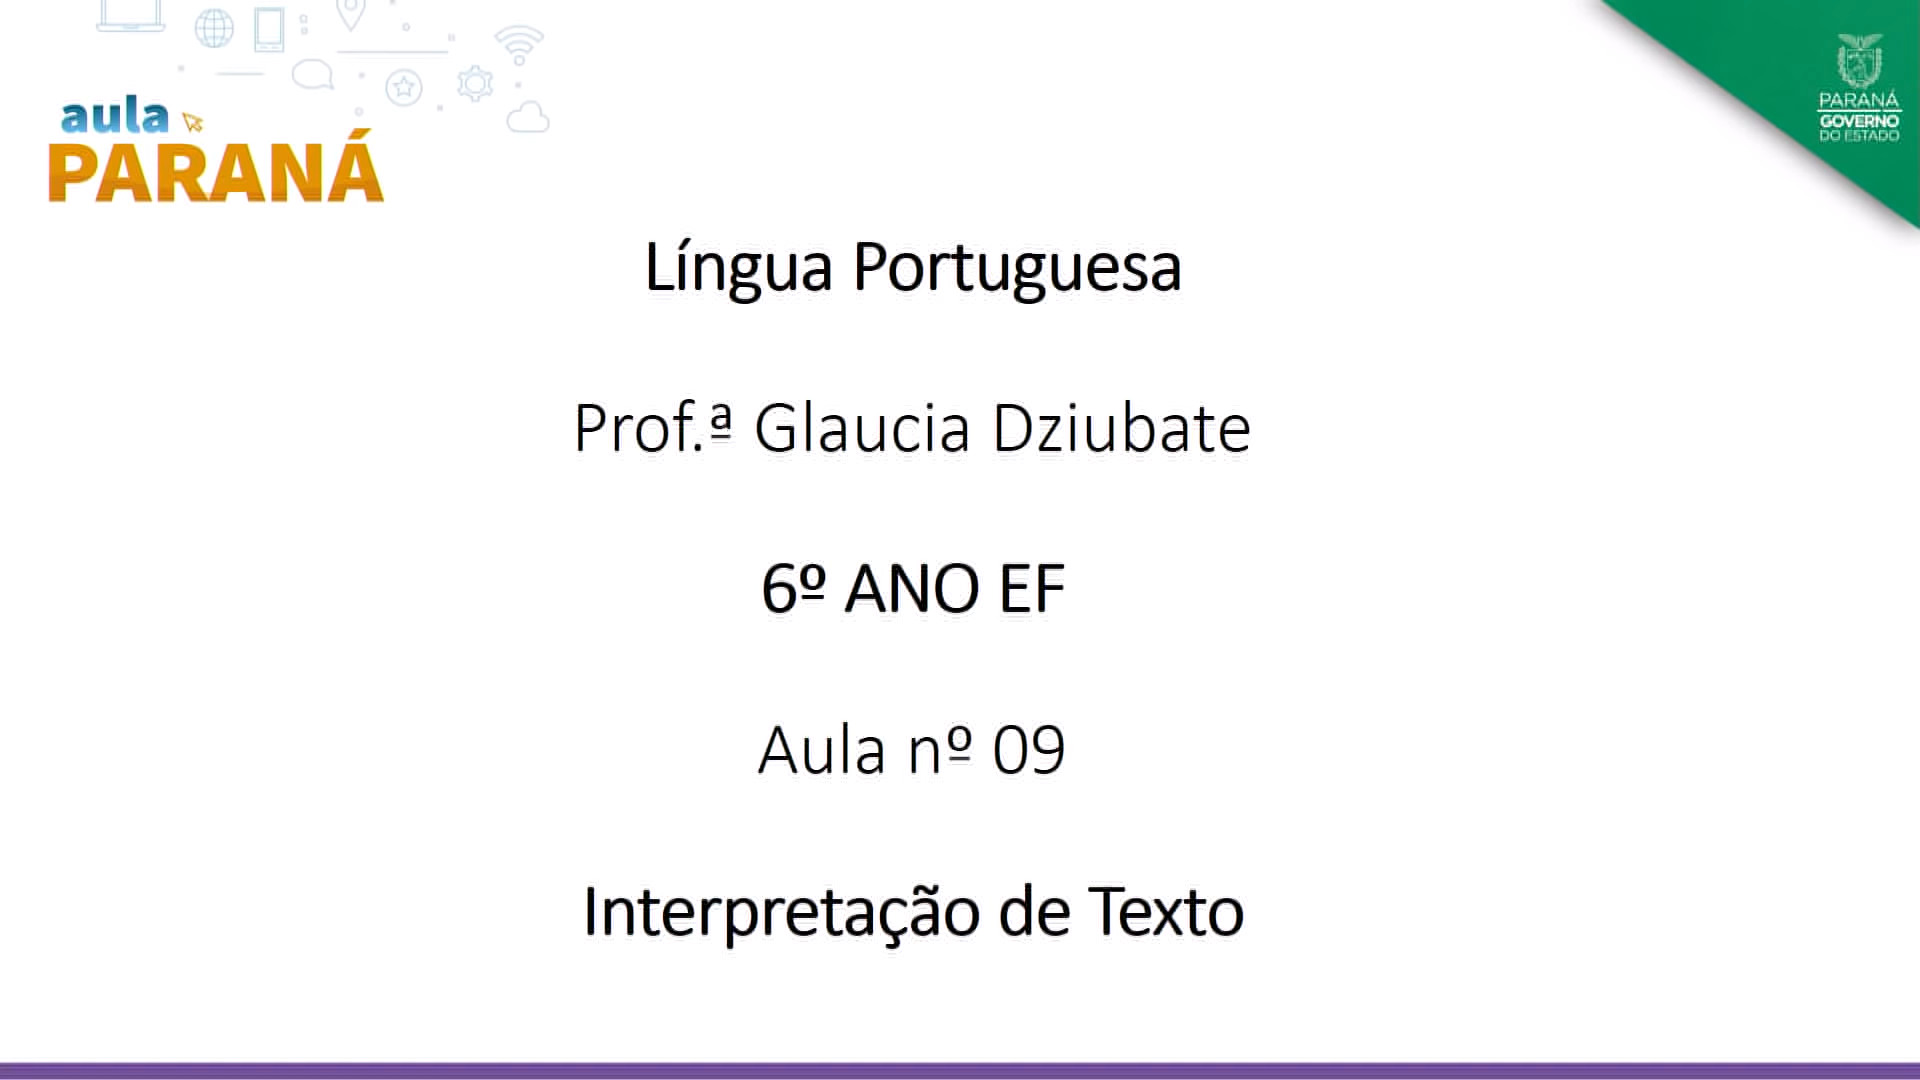 aula
PARANÁ
PARANÁ
GOVERNO
DO ESTADO
Língua Portuguesa
Prof.ª Glaucia Dziubate
6º ANO EF
Aula nº 09
Interpretação de Texto